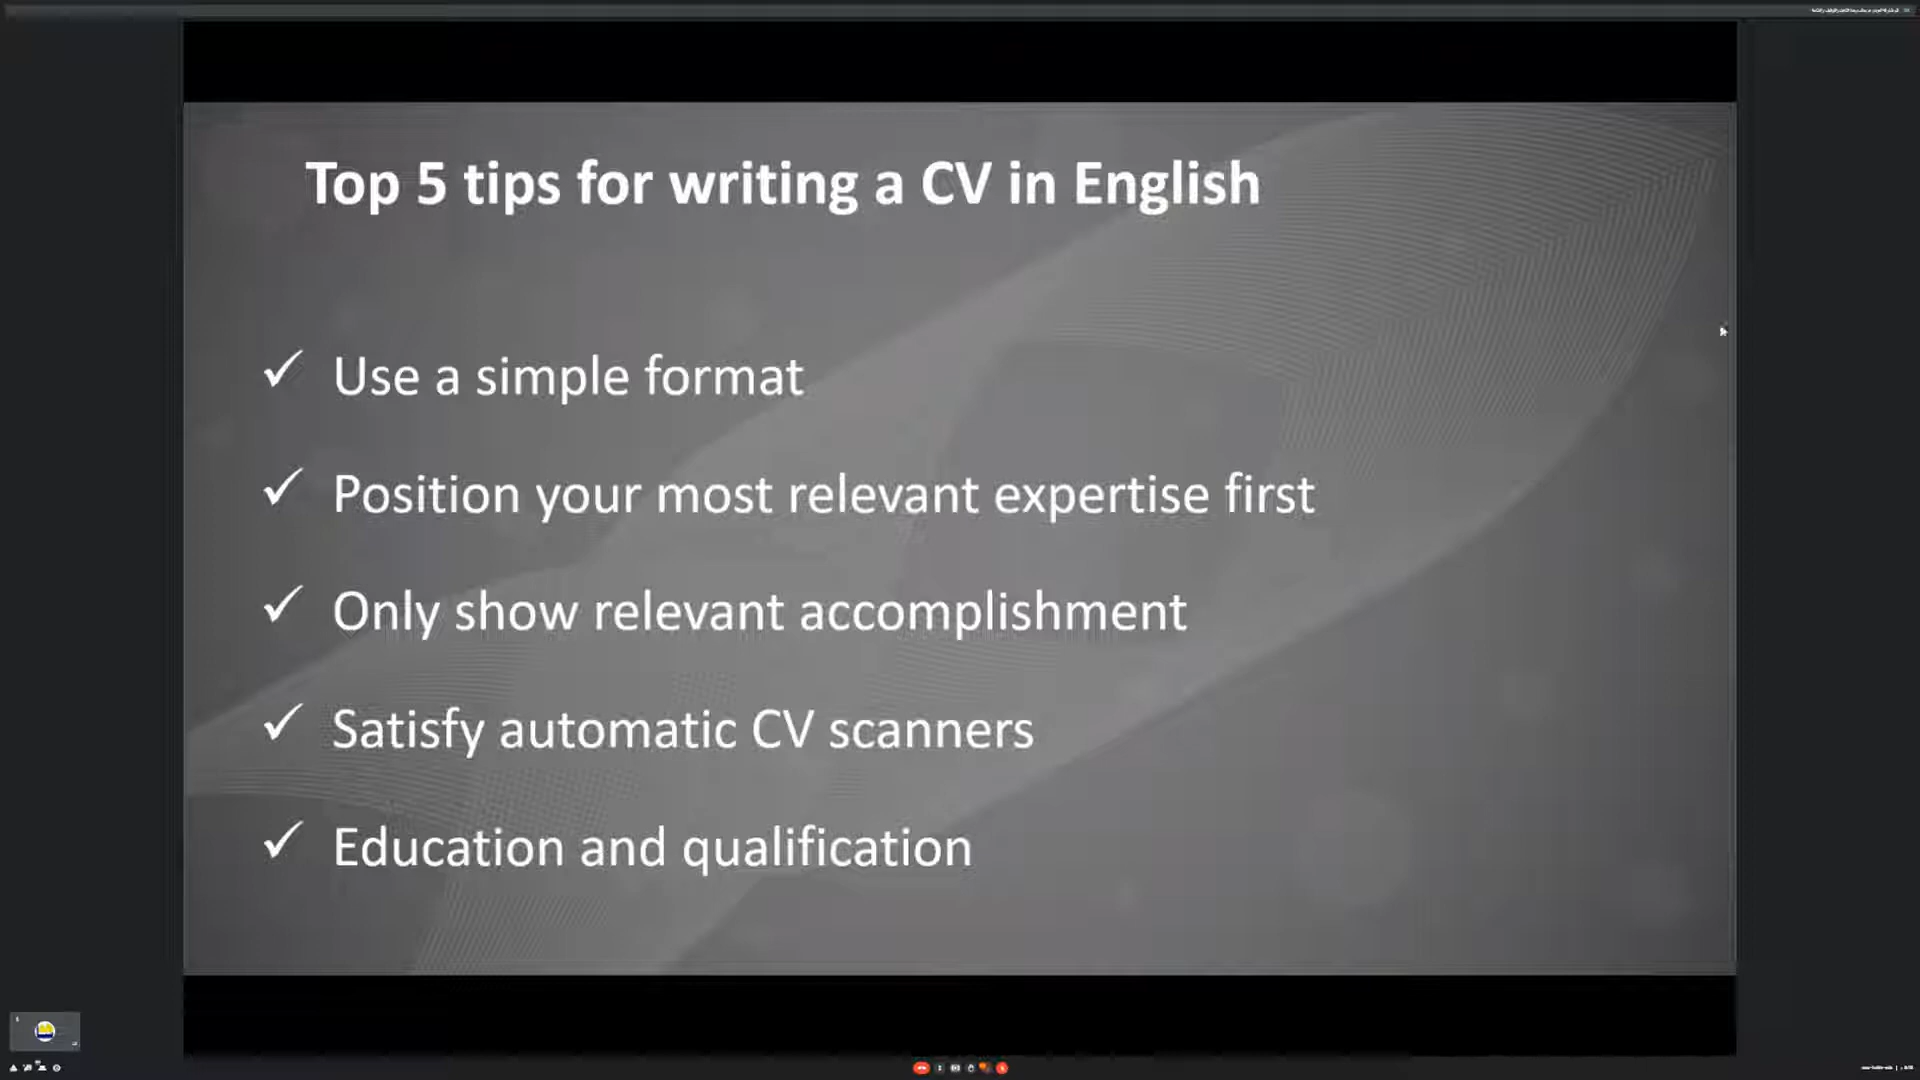 Top 5 tips for writing a CV in English
Use a simple format
Position your most relevant expertise first
Only show relevant accomplishment
Satisfy automatic CV scanners
Education and qualification